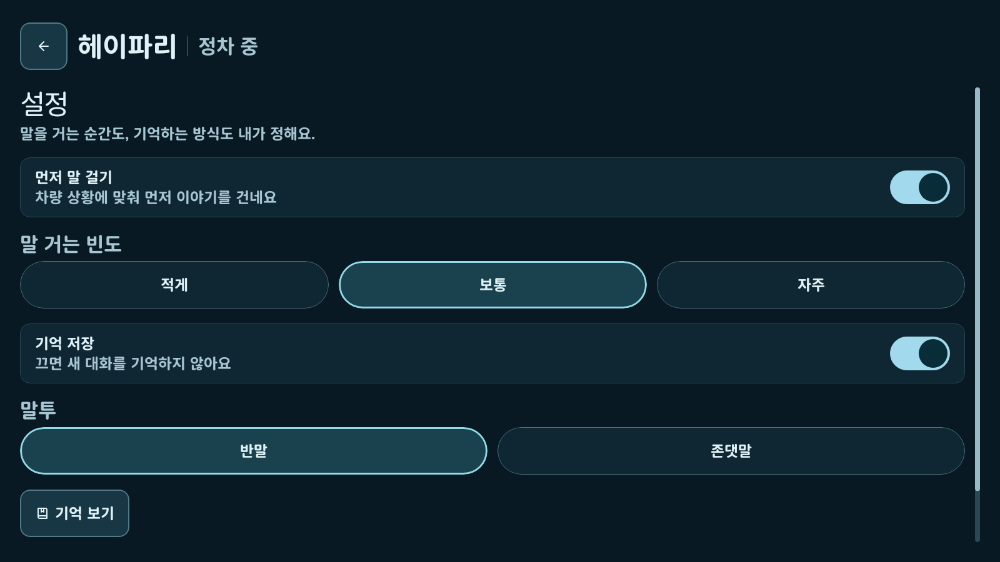 헤이파리
정차 중
설정
말을 거는 순간도, 기억하는 방식도 내가 정해요.
먼저 말 걸기
차량 상황에 맞춰 먼저 이야기를 건네요
말 거는 빈도
적게
보통
자주
기억 저장
끄면 새 대화를 기억하지 않아요
말투
반말
존댓말
기억 보기